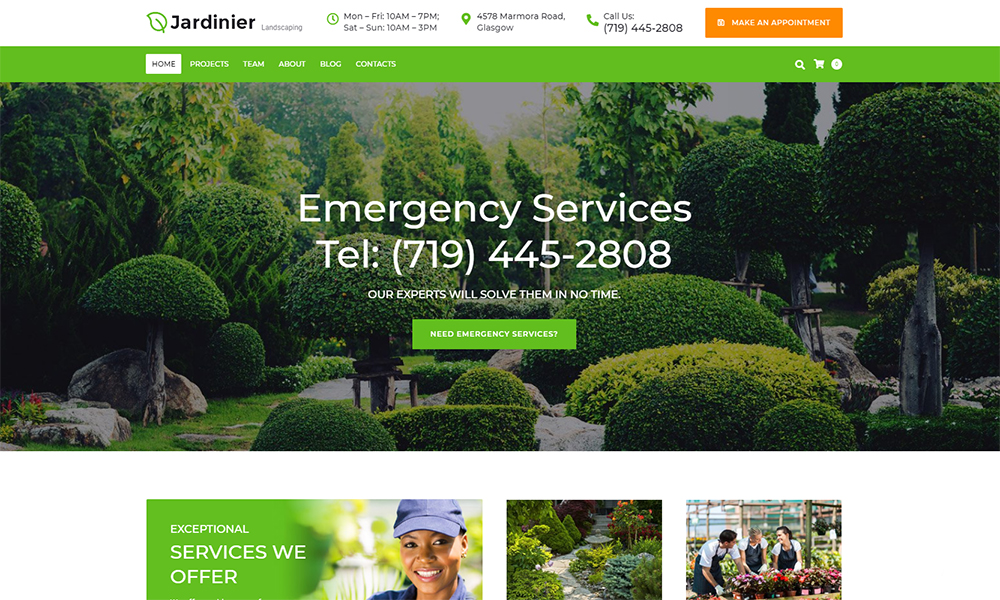 Jardinier Landscaping
Mon – Fri: 10AM – 7PM;
Sat – Sun: 10AM – 3PM
4578 Marmora Road,
Glasgow
Call Us:
(719) 445-2808
MAKE AN APPOINTMENT
HOME PROJECTS TEAM ABOUT BLOG CONTACTS
0
Emergency Services
Tel: (719) 445-2808
OUR EXPERTS WILL SOLVE THEM IN NO TIME.
NEED EMERGENCY SERVICES?
EXCEPTIONAL
SERVICES WE
OFFER